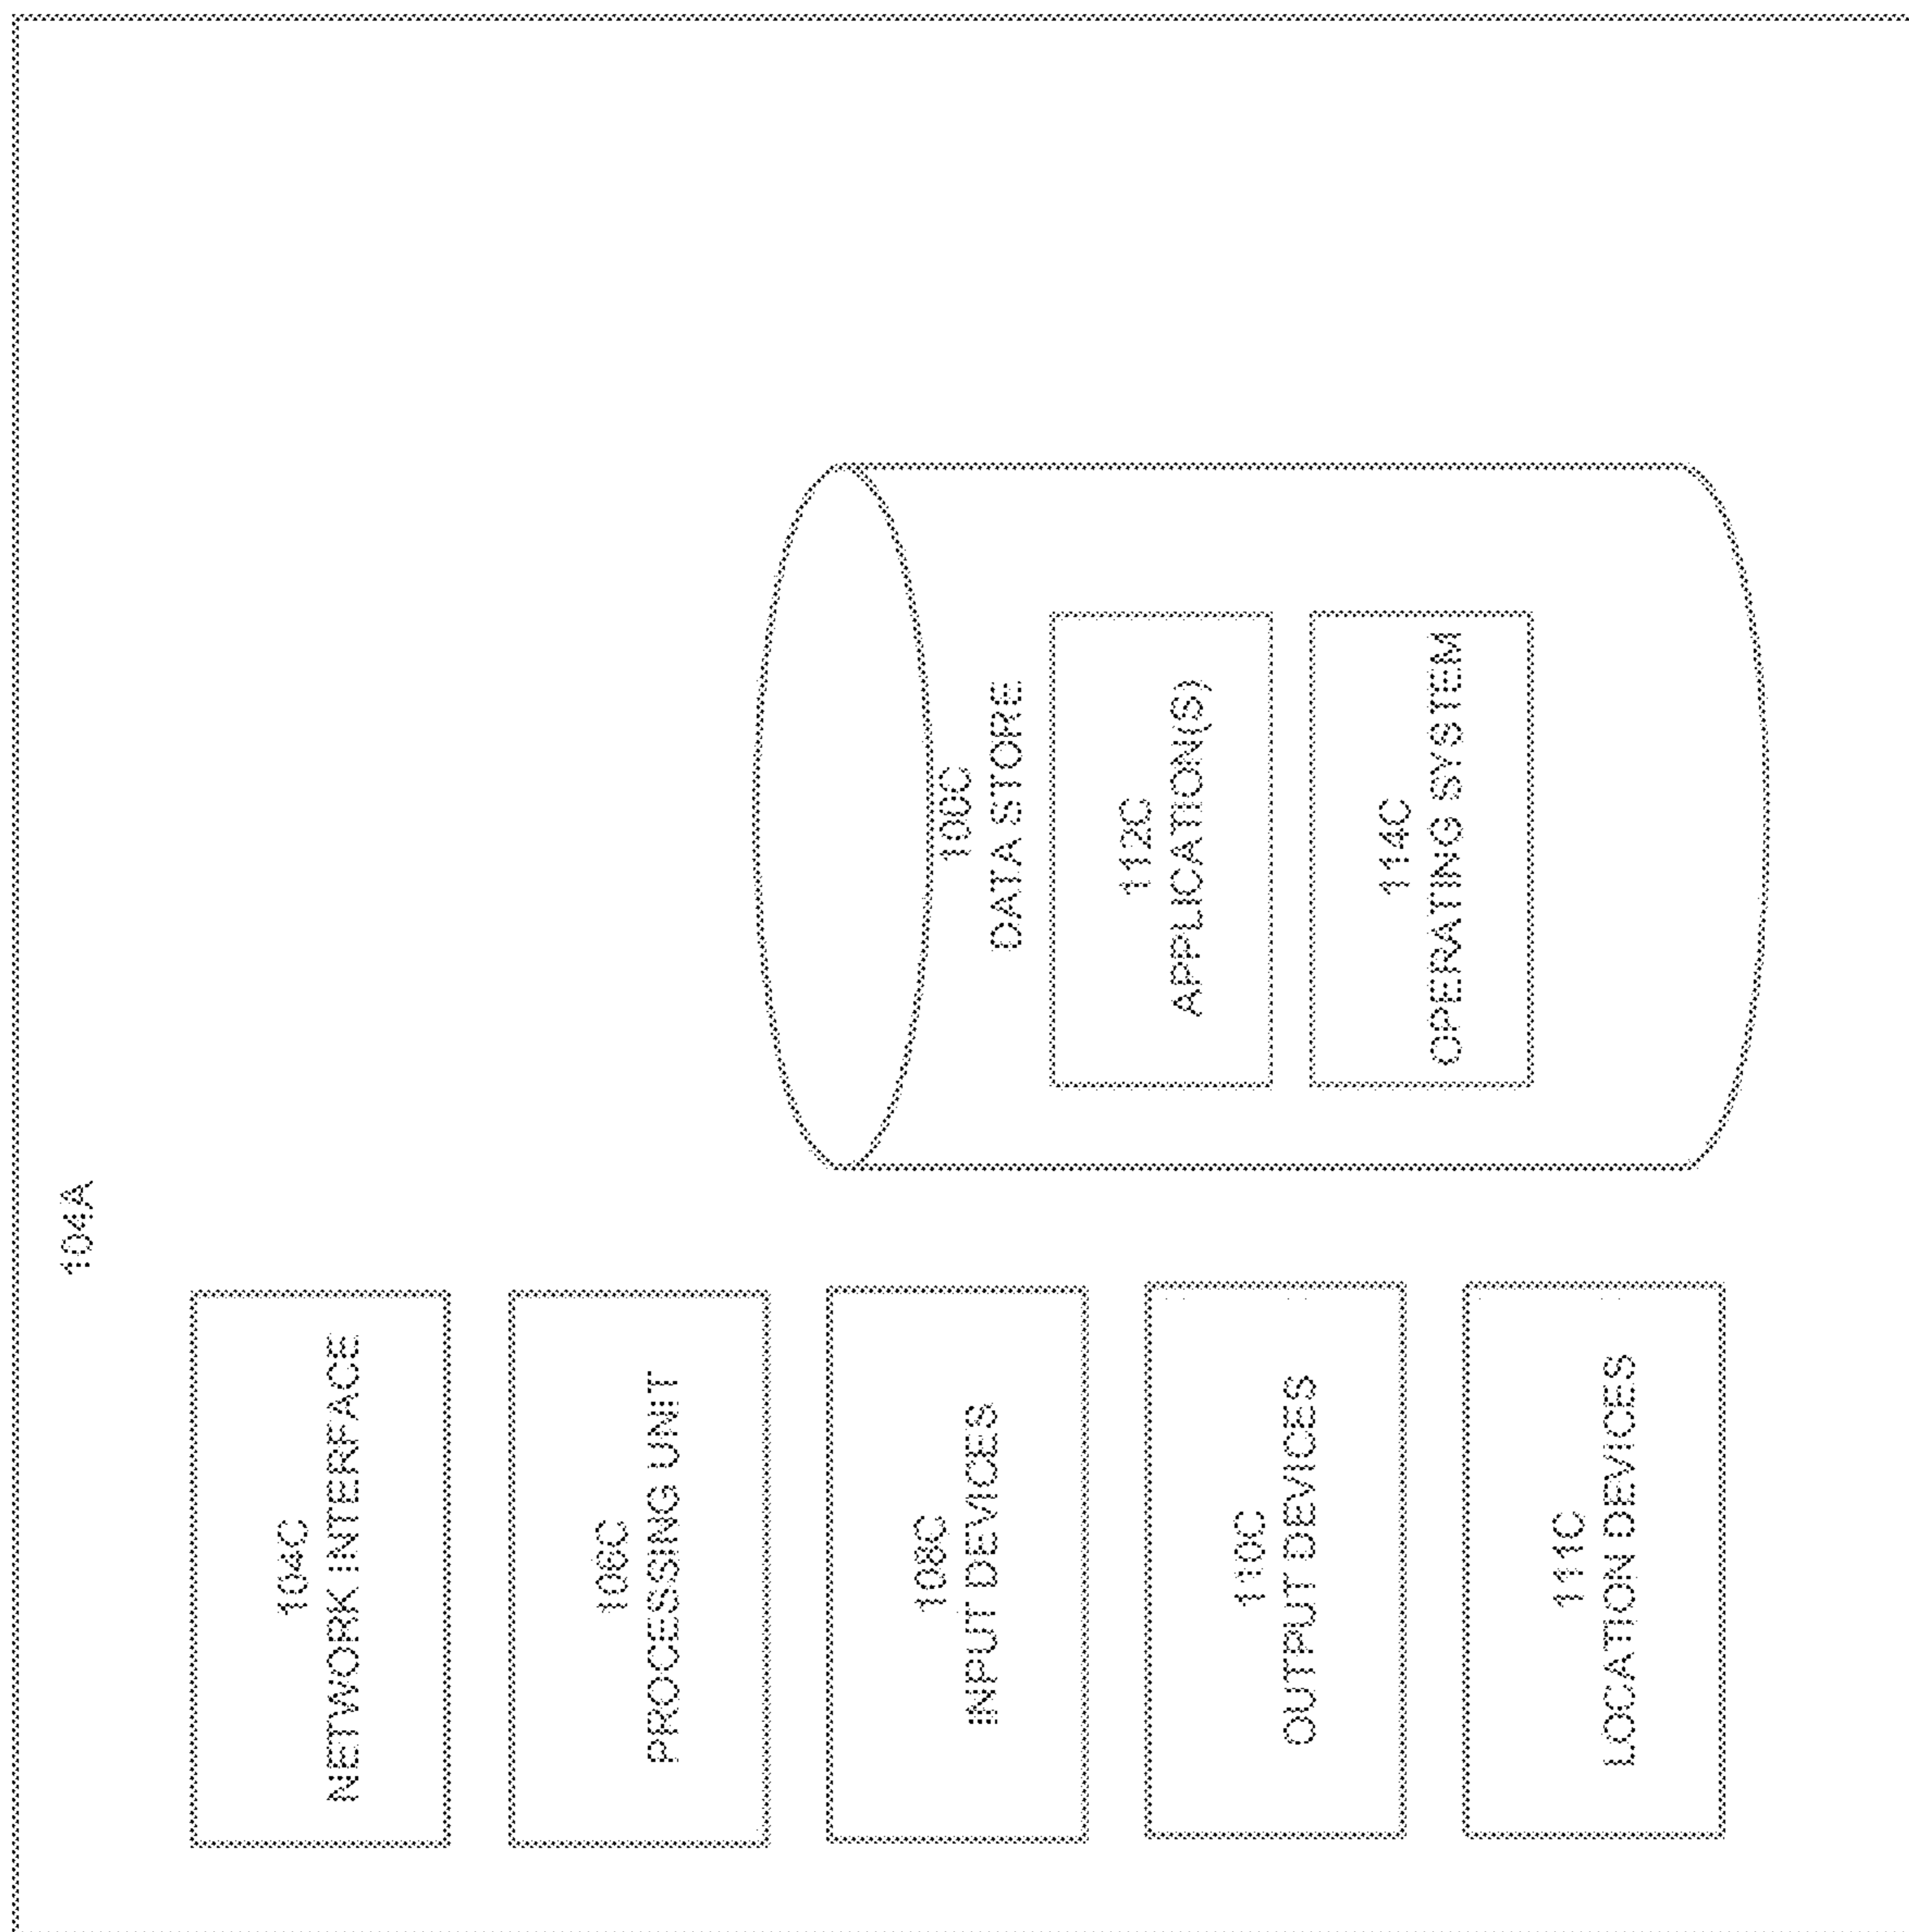 104A
104C
NETWORK INTERFACE
106C
PROCESSING UNIT
108C
INPUT DEVICES
110C
OUTPUT DEVICES
111C
LOCATION DEVICES
100C
DATA STORE
112C
APPLICATION(S)
114C
OPERATING SYSTEM